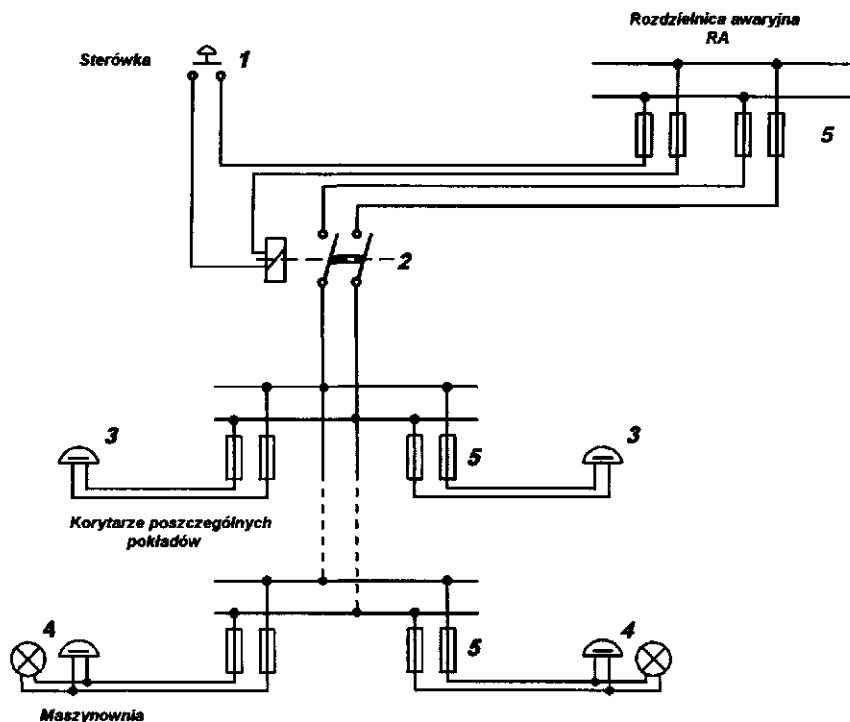 Rozdzielnica awaryjna
RA
Sterówka
1
5
2
3
3
5
Korytarze poszczególnych
pokładów
4
4
5
Maszynownia